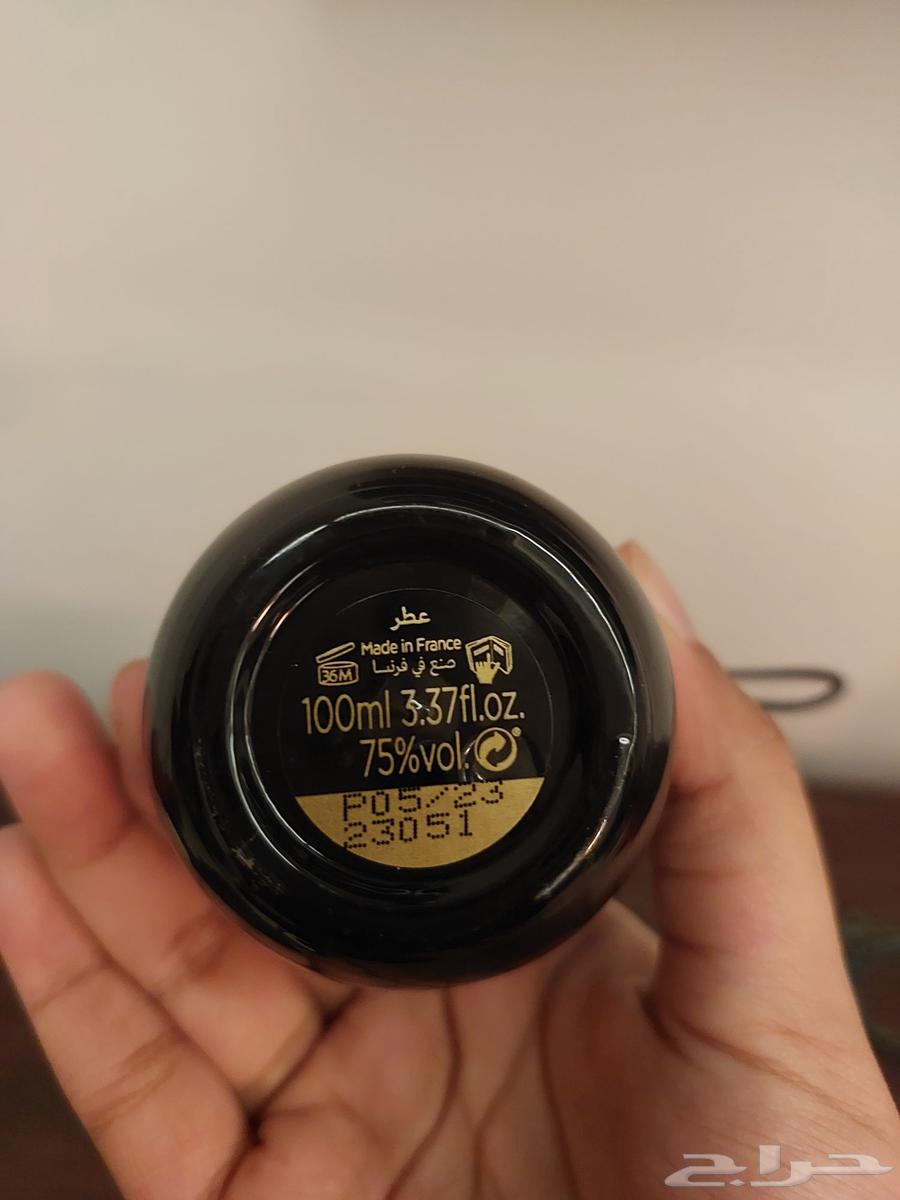 عطر
Made in France
صنع في فرنسا
36M
100ml 3.37fl.oz.
75%vol.
P05/23
23051
حراج